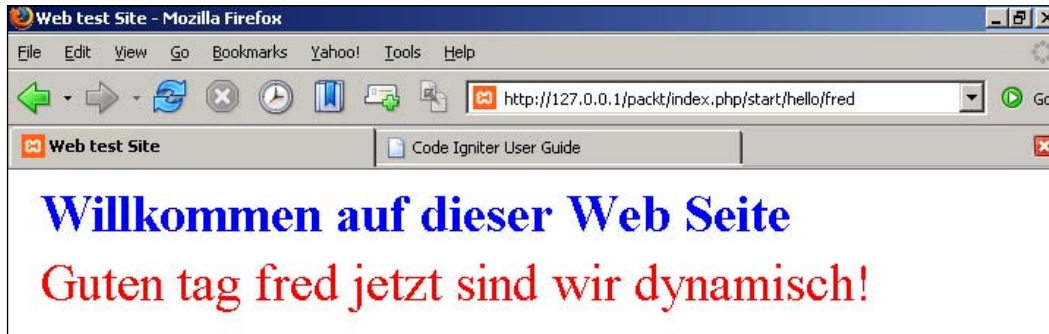 Web test Site - Mozilla Firefox
File Edit View Go Bookmarks Yahoo! Tools Help
http://127.0.0.1/packt/index.php/start/hello/fred Go
Web test Site Code Igniter User Guide
Willkommen auf dieser Web Seite
Guten tag fred jetzt sind wir dynamisch!